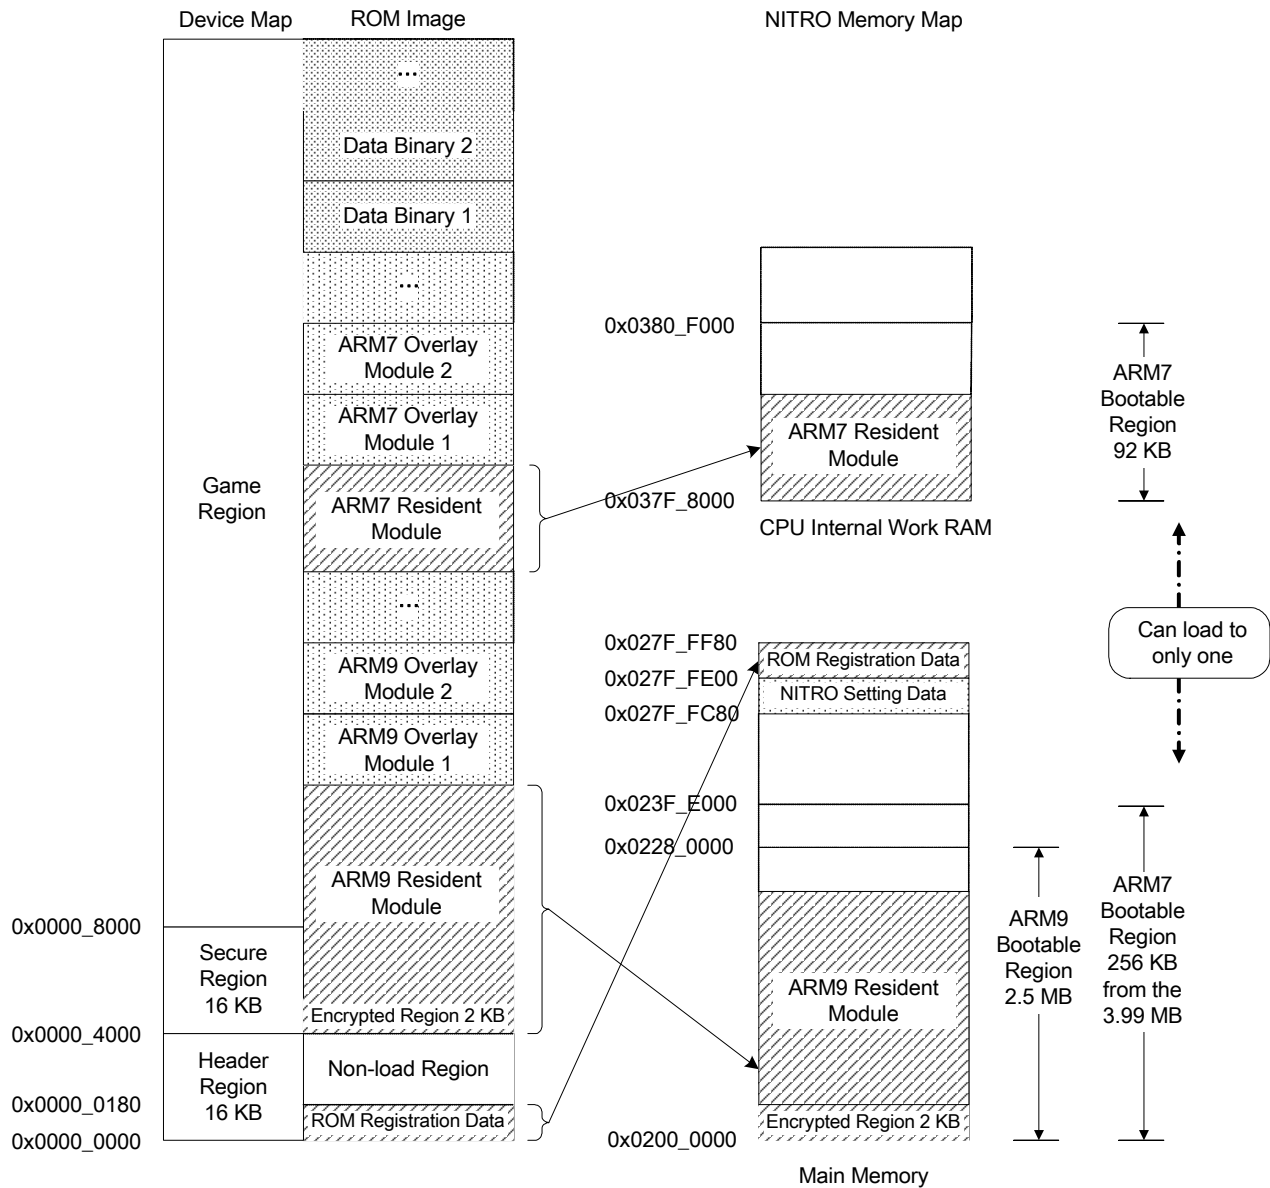 Device Map
ROM Image
NITRO Memory Map
...
Data Binary 2
Data Binary 1
...
ARM7 Overlay
Module 2
ARM7 Overlay
Module 1
ARM7 Resident
Module
...
ARM9 Overlay
Module 2
ARM9 Overlay
Module 1
ARM9 Resident
Module
Encrypted Region 2 KB
Non-load Region
ROM Registration Data
Game
Region
Secure
Region
16 KB
Header
Region
16 KB
0x0000_8000
0x0000_4000
0x0000_0180
0x0000_0000
0x0380_F000
ARM7 Resident
Module
0x037F_8000
CPU Internal Work RAM
0x027F_FF80
ROM Registration Data
0x027F_FE00
NITRO Setting Data
0x027F_FC80
0x023F_E000
0x0228_0000
ARM9 Resident
Module
Encrypted Region 2 KB
0x0200_0000
Main Memory
ARM7
Bootable
Region
92 KB
Can load to
only one
ARM9
Bootable
Region
2.5 MB
ARM7
Bootable
Region
256 KB
from the
3.99 MB